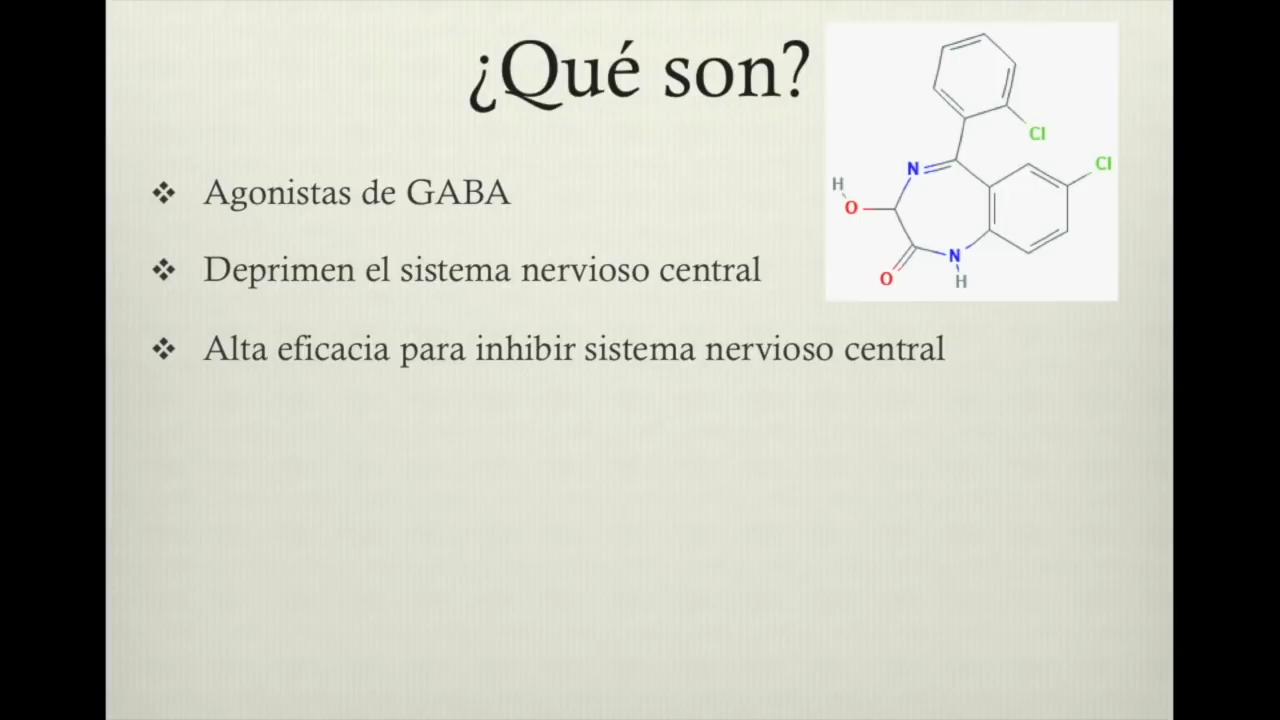 ¿Qué son?
Agonistas de GABA
Deprimen el sistema nervioso central
Alta eficacia para inhibir sistema nervioso central
Cl
Cl
N
H
O
N
O
H